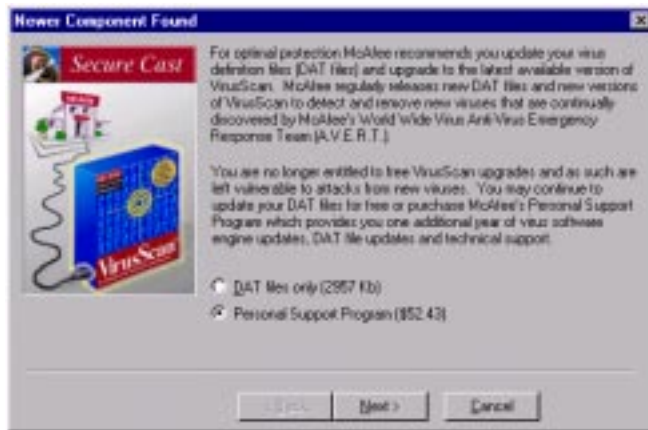 Newer Component Found
Secure Cast
For optimal protection McAfee recommends you update your virus
definition files (DAT files) and upgrade to the latest available version of
VirusScan. McAfee regularly releases new DAT files and new versions
of VirusScan to detect and remove new viruses that are continually
discovered by McAfee's World Wide Virus Anti-Virus Emergency
Response Team (A.V.E.R.T.)
You are no longer entitled to free VirusScan upgrades and as such are
left vulnerable to attacks from new viruses. You may continue to
update your DAT files for free or purchase McAfee's Personal Support
Program which provides you one additional year of virus software
engine updates, DAT file updates and technical support.
VirusScan
DAT files only (2957 Kb)
Personal Support Program ($52.43)
< Back
Next >
Cancel